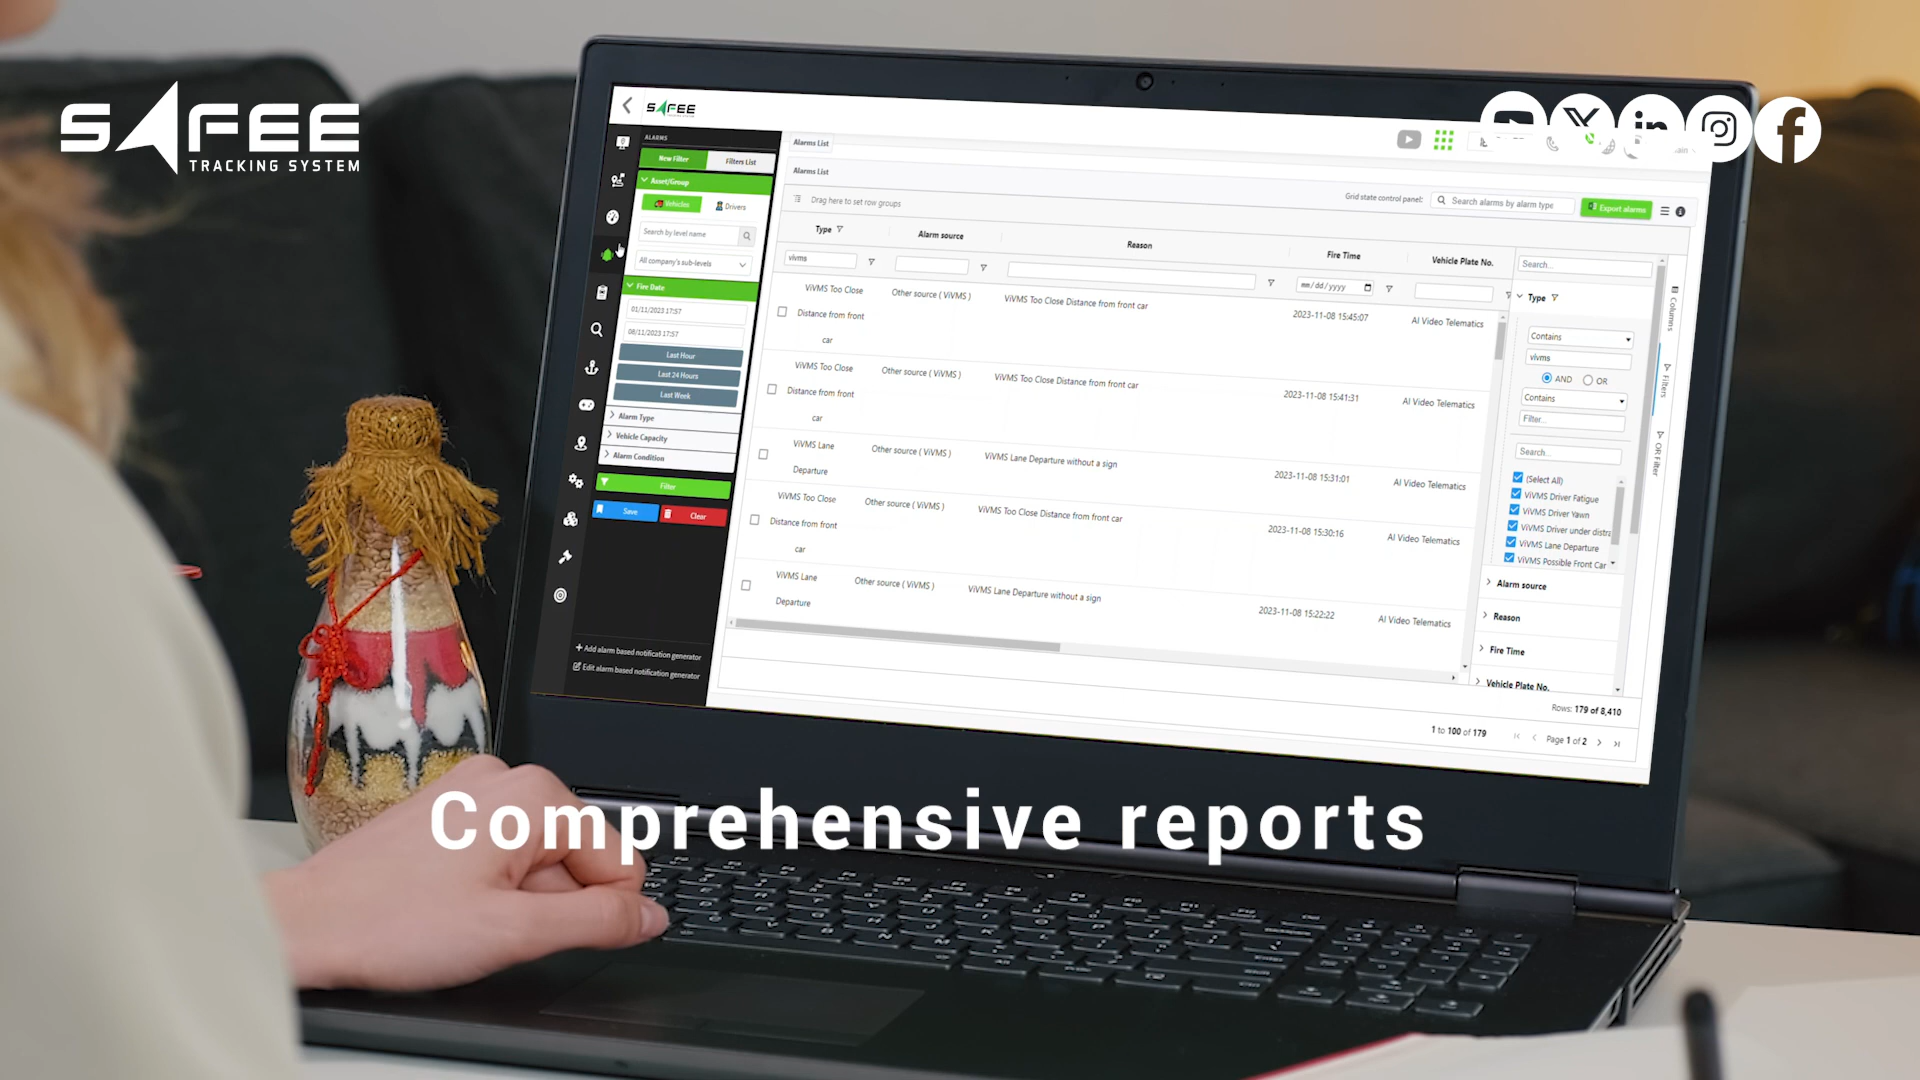 SAFEE
TRACKING SYSTEM
SAFEE
ALARMS
New Filter
Filters List
Asset/Group
Vehicles
Drivers
Search by level name
All company's sub-levels
Fire Date
01/11/2023 17:57
08/11/2023 17:57
Last Hour
Last 24 Hours
Last Week
Alarm Type
Vehicle Capacity
Alarm Condition
Filter
Save
Clear
Add alarm based notification generator
Edit alarm based notification generator
Alarms List
Alarms List
Grid state control panel:
Search alarms by alarm type
Export alarms
Drag here to set row groups
Type
Alarm source
Reason
Fire Time
Vehicle Plate No.
vivms
mm/dd/yyyy
ViVMS Too Close
Distance from front
car
Other source ( ViVMS )
ViVMS Too Close Distance from front car
2023-11-08 15:45:07
AI Video Telematics
ViVMS Too Close
Distance from front
car
Other source ( ViVMS )
ViVMS Too Close Distance from front car
2023-11-08 15:41:31
AI Video Telematics
ViVMS Lane
Departure
Other source ( ViVMS )
ViVMS Lane Departure without a sign
2023-11-08 15:31:01
AI Video Telematics
ViVMS Too Close
Distance from front
car
Other source ( ViVMS )
ViVMS Too Close Distance from front car
2023-11-08 15:30:16
AI Video Telematics
ViVMS Lane
Departure
Other source ( ViVMS )
ViVMS Lane Departure without a sign
2023-11-08 15:22:22
AI Video Telematics
Search...
Type
Contains
vivms
AND
OR
Contains
Filter...
Search...
(Select All)
ViVMS Driver Fatigue
ViVMS Driver Yawn
ViVMS Driver under distra
ViVMS Lane Departure
ViVMS Possible Front Car
Alarm source
Reason
Fire Time
Vehicle Plate No.
Columns
Filters
OR Filter
Rows: 179 of 8,410
1 to 100 of 179
Page 1 of 2
Comprehensive reports